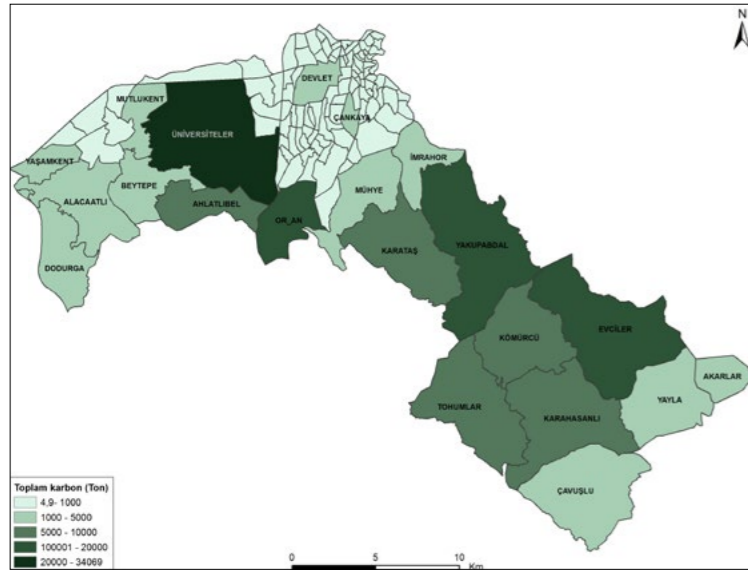 N
DEVLET
MUTLUKENT
ÇANKAYA
ÜNİVERSİTELER
YAŞAMKENT
İMRAHOR
BEYTEPE
MÜHYE
ALACAATLI
AHLATLIBEL
OR_AN
KARATAŞ
YAKUPABDAL
DODURGA
EVCİLER
KÖMÜRCÜ
AKARLAR
YAYLA
TOHUMLAR
KARAHASANLI
ÇAVUŞLU
Toplam karbon (Ton)
4,9- 1000
1000 - 5000
5000 - 10000
100001 - 20000
20000 - 34069
0 5 10
Km